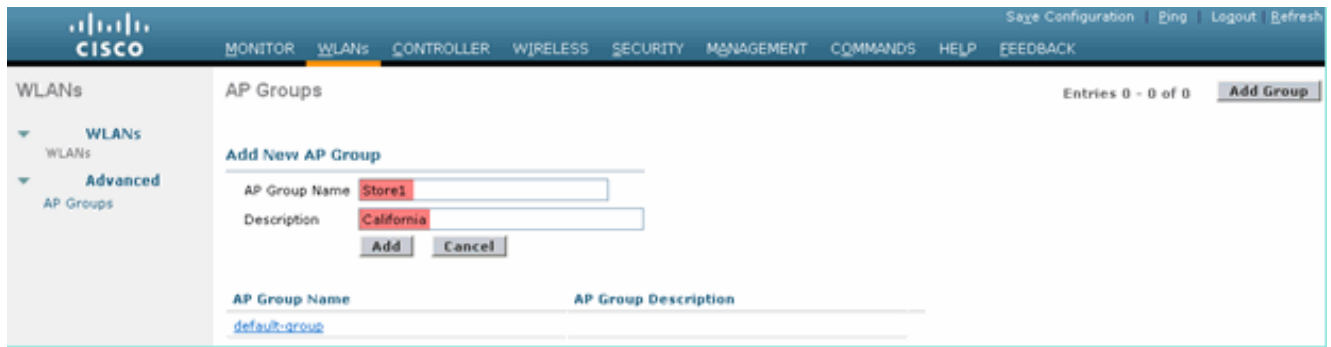 Save Configuration | Ping | Logout | Refresh
CISCO
MONITOR WLANs CONTROLLER WIRELESS SECURITY MANAGEMENT COMMANDS HELP FEEDBACK
WLANs
WLANs
WLANs
Advanced
AP Groups
AP Groups
Entries 0 - 0 of 0
Add Group
Add New AP Group
AP Group Name Store1
Description California
Add Cancel
AP Group Name AP Group Description
default-group